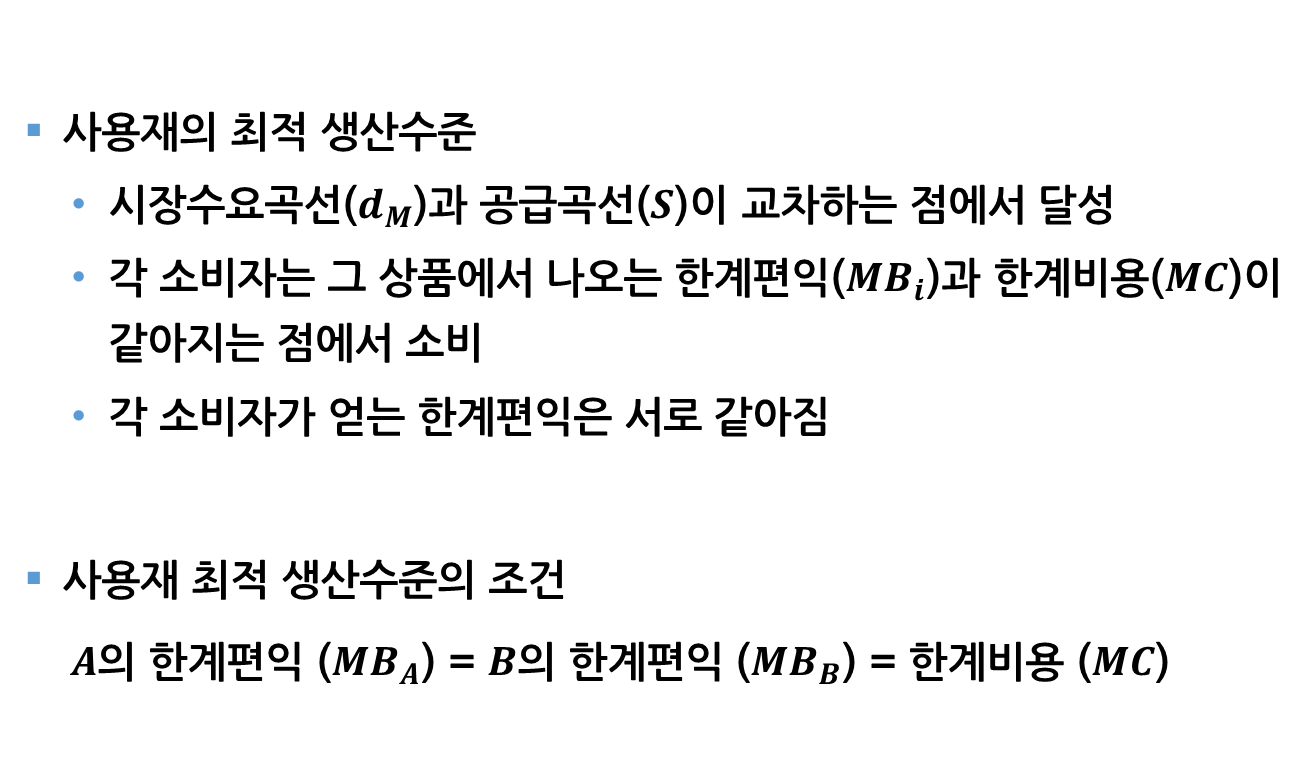 ▪ 사용재의 최적 생산수준
• 시장수요곡선(d_M)과 공급곡선(S)이 교차하는 점에서 달성
• 각 소비자는 그 상품에서 나오는 한계편익(MB_i)과 한계비용(MC)이
같아지는 점에서 소비
• 각 소비자가 얻는 한계편익은 서로 같아짐
▪ 사용재 최적 생산수준의 조건
A의 한계편익 (MB_A) = B의 한계편익 (MB_B) = 한계비용 (MC)